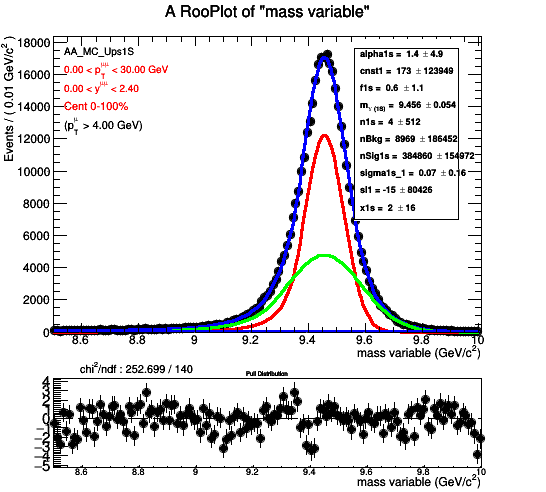 A RooPlot of "mass variable"
Events / ( 0.01 GeV/c² )
18000
16000
14000
12000
10000
8000
6000
4000
2000
0
AA_MC_Ups1S
0.00 < p_T^μμ < 30.00 GeV
0.00 < y^μμ < 2.40
Cent 0-100%
(p_T^μ > 4.00 GeV)
alpha1s = 1.4 ± 4.9
cnst1 = 173 ± 123949
f1s = 0.6 ± 1.1
m_ϒ(1S) = 9.456 ± 0.054
n1s = 4 ± 512
nBkg = 8969 ± 186452
nSig1s = 384860 ± 154972
sigma1s_1 = 0.07 ± 0.16
sl1 = -15 ± 80426
x1s = 2 ± 16
8.6 8.8 9 9.2 9.4 9.6 9.8 10
mass variable (GeV/c²)
chi²/ndf : 252.699 / 140
Pull Distribution
4
3
2
1
0
−1
−2
−3
−4
−5
8.6 8.8 9 9.2 9.4 9.6 9.8 10
mass variable (GeV/c²)